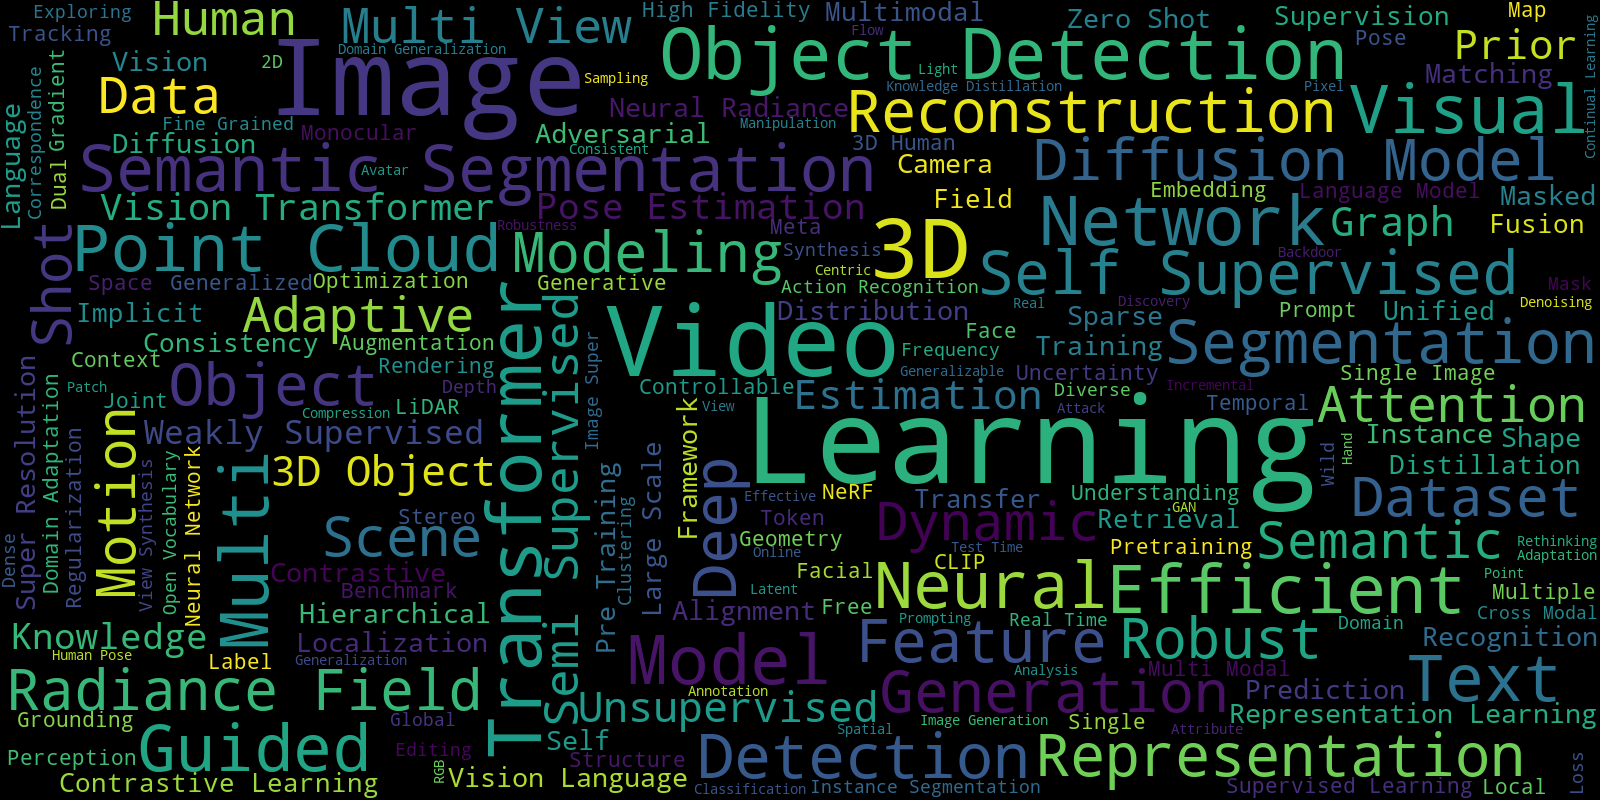 Exploring
Human
Multi View
High Fidelity
Multimodal
Zero Shot
Supervision
Map
Tracking
Domain Generalization
Flow
Pose
Prior
Vision
2D
Image
Object Detection
Light
Matching
Continual Learning
Sampling
Knowledge Distillation
Pixel
Data
Neural Radiance
Reconstruction
Visual
Language
Correspondence
Dual Gradient
Fine Grained
Monocular
Adversarial
Manipulation
Diffusion
Consistent
3D Human
Diffusion Model
Semantic Segmentation
Avatar
Camera
Embedding
Language Model
Masked
Vision Transformer
Pose Estimation
Field
Network
Graph
Fusion
Robustness
Meta
Shot
Point Cloud
Modeling
Synthesis
3D
Self Supervised
Backdoor
Centric
Space
Generalized
Optimization
Generative
Action Recognition
Mask
Implicit
Adaptive
Transformer
Semi Supervised
Video
Distribution
Real
Discovery
Prompt
Unified
Denoising
Sparse
Consistency
Augmentation
Image Super
Face
Frequency
Training
Segmentation
Context
Rendering
Generalizable
Uncertainty
Single Image
Super Resolution
Domain Adaptation
Patch
Joint
Object
Depth
Controllable
Estimation
Diverse
Incremental
Compression
LiDAR
Framework
View
Attack
Temporal
Attention
Motion
Weakly Supervised
Learning
Instance
Shape
Regularization
View Synthesis
Open Vocabulary
Neural Network
Multi
3D Object
Pre Training
Clustering
Large Scale
Deep
Wild
Hand
Distillation
Effective
NeRF
Transfer
Understanding
Dataset
Stereo
Token
Dynamic
GAN
Retrieval
Scene
Geometry
Dense
Online
Test Time
Pretraining
Semantic
Rethinking
Adaptation
Contrastive
Facial
CLIP
Point
Benchmark
Latent
Neural
Efficient
Multiple
Hierarchical
Alignment
Free
Prompting
Real Time
Cross Modal
Domain
Knowledge
Localization
Feature
Robust
Recognition
Human Pose
Label
Generalization
Model
Analysis
Multi Modal
Text
Radiance Field
Annotation
Generation
Prediction
Grounding
Global
Unsupervised
Image Generation
Single
Attribute
Representation Learning
Guided
Self
Spatial
Perception
Editing
Structure
Detection
Representation
Contrastive Learning
RGB
Vision Language
Classification
Instance Segmentation
Supervised Learning
Local
Loss